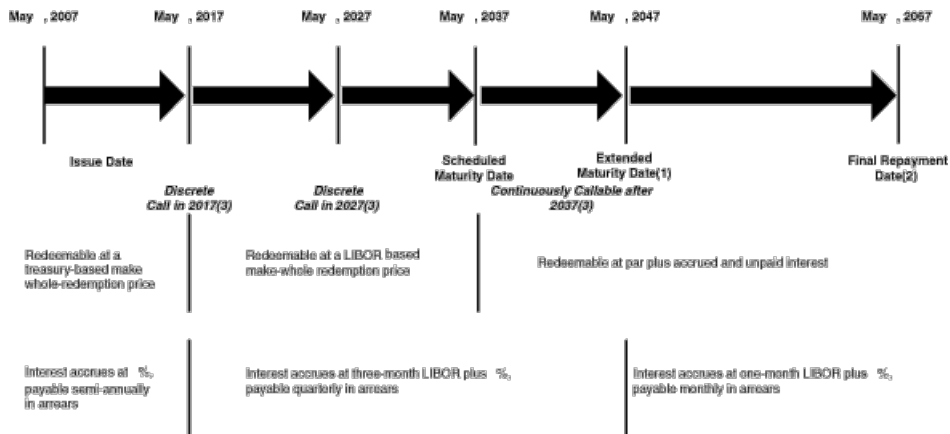 May , 2007
May , 2017
May , 2027
May , 2037
May , 2047
May , 2067
Issue Date
Scheduled
Maturity Date
Extended
Maturity Date(1)
Final Repayment
Date(2)
Discrete
Call in 2017(3)
Discrete
Call in 2027(3)
Continuously Callable after
2037(3)
Redeemable at a
treasury-based make
whole-redemption price
Redeemable at a LIBOR based
make-whole redemption price
Redeemable at par plus accrued and unpaid interest
Interest accrues at %,
payable semi-annually
in arrears
Interest accrues at three-month LIBOR plus %,
payable quarterly in arrears
Interest accrues at one-month LIBOR plus %,
payable monthly in arrears